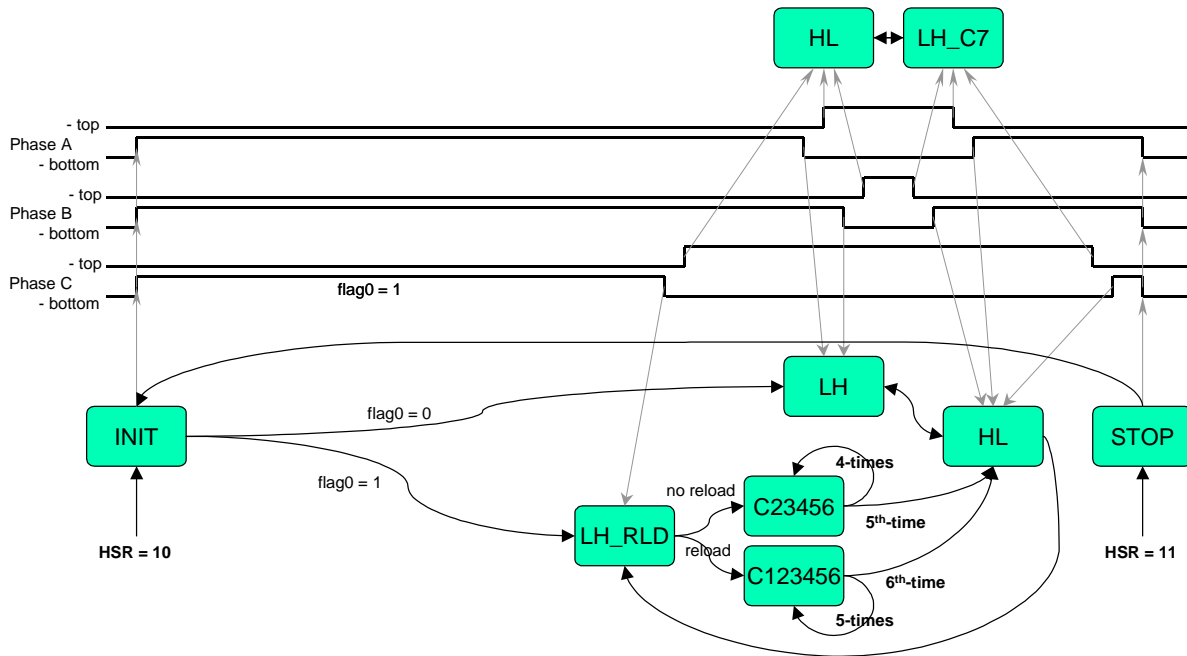 HL
LH_C7
- top
Phase A
- bottom
- top
Phase B
- bottom
- top
Phase C
- bottom
flag0 = 1
LH
INIT
flag0 = 0
HL
STOP
flag0 = 1
4-times
no reload
C23456
5th-time
LH_RLD
reload
C123456
6th-time
5-times
HSR = 10
HSR = 11